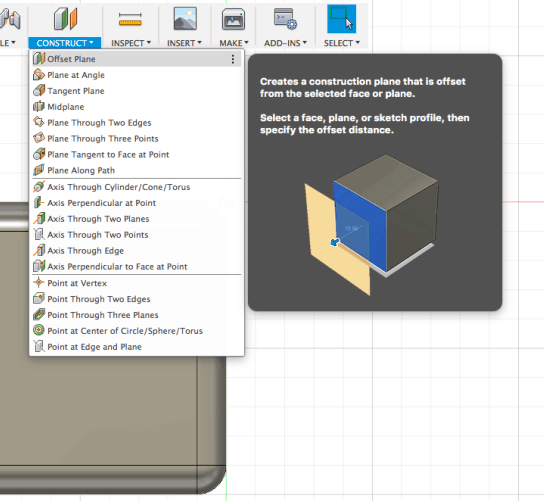 LE ▾
CONSTRUCT ▾
INSPECT ▾
INSERT ▾
MAKE ▾
ADD-INS ▾
SELECT ▾
Offset Plane
Plane at Angle
Tangent Plane
Midplane
Plane Through Two Edges
Plane Through Three Points
Plane Tangent to Face at Point
Plane Along Path
Axis Through Cylinder/Cone/Torus
Axis Perpendicular at Point
Axis Through Two Planes
Axis Through Two Points
Axis Through Edge
Axis Perpendicular to Face at Point
Point at Vertex
Point Through Two Edges
Point Through Three Planes
Point at Center of Circle/Sphere/Torus
Point at Edge and Plane
Creates a construction plane that is offset
from the selected face or plane.
Select a face, plane, or sketch profile, then
specify the offset distance.